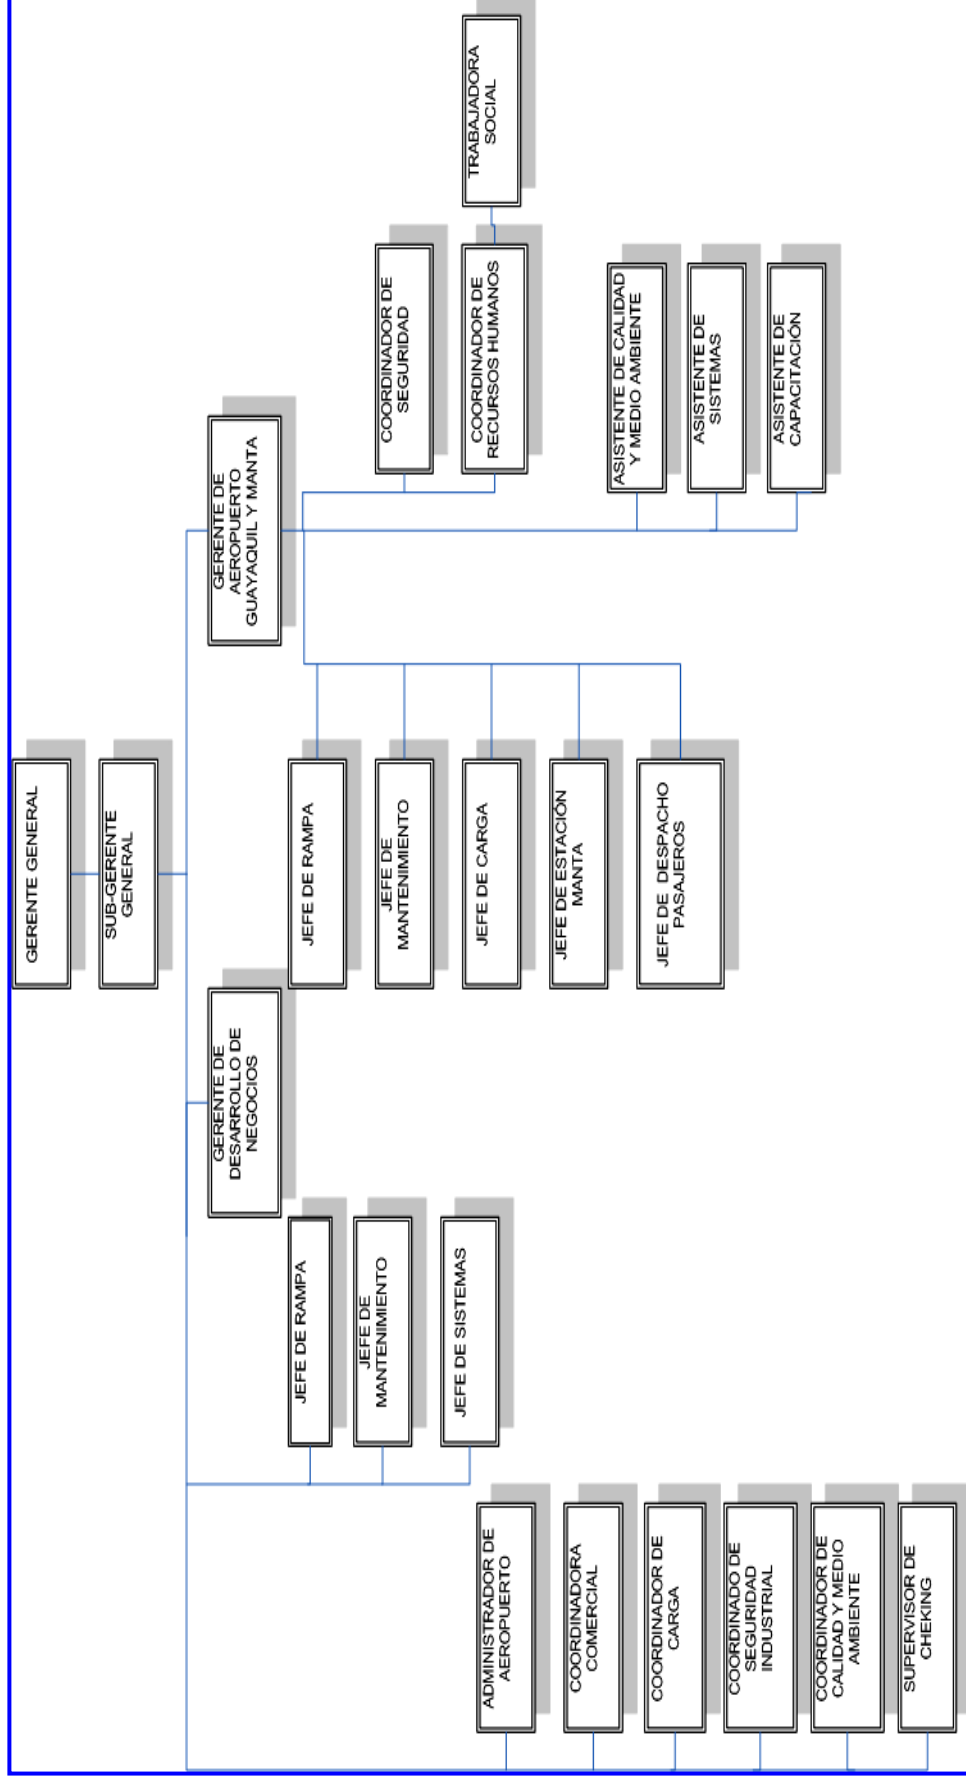 GERENTE GENERAL
SUB-GERENTE
GENERAL
GERENTE DE
DESARROLLO DE
NEGOCIOS
GERENTE DE
AEROPUERTO
GUAYAQUIL Y MANTA
JEFE DE RAMPA
JEFE DE
MANTENIMIENTO
JEFE DE SISTEMAS
ADMINISTRADOR DE
AEROPUERTO
COORDINADORA
COMERCIAL
COORDINADOR DE
CARGA
COORDINADO DE
SEGURIDAD
INDUSTRIAL
COORDINADOR DE
CALIDAD Y MEDIO
AMBIENTE
SUPERVISOR DE
CHEKING
JEFE DE RAMPA
JEFE DE
MANTENIMIENTO
JEFE DE CARGA
JEFE DE ESTACIÓN
MANTA
JEFE DE DESPACHO
PASAJEROS
COORDINADOR DE
SEGURIDAD
COORDINADOR DE
RECURSOS HUMANOS
TRABAJADORA
SOCIAL
ASISTENTE DE CALIDAD
Y MEDIO AMBIENTE
ASISTENTE DE
SISTEMAS
ASISTENTE DE
CAPACITACIÓN